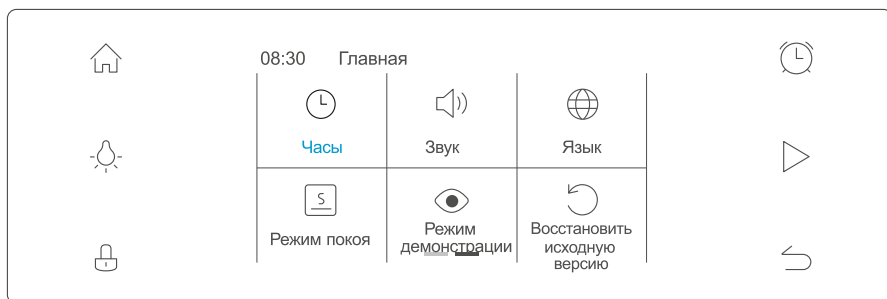 08:30 Главная
Часы Звук Язык
S
Режим покоя
Режим
демонстрации
Восстановить
исходную
версию